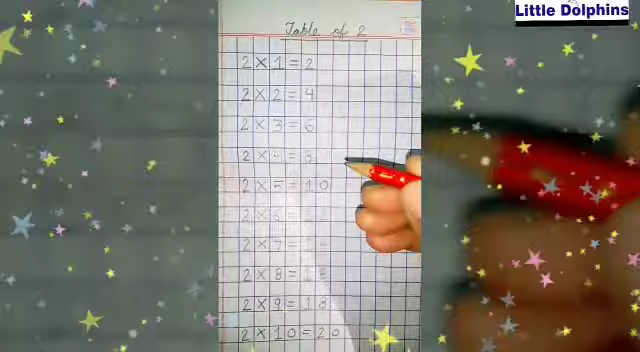 Little Dolphins
Table of 2
2 × 1 = 2
2 × 2 = 4
2 × 3 = 6
2 × 4 = 8
2 × 5 = 10
2 × 6 =
2 × 7 =
2 × 8 =
2 × 9 = 18
2 × 10 = 20